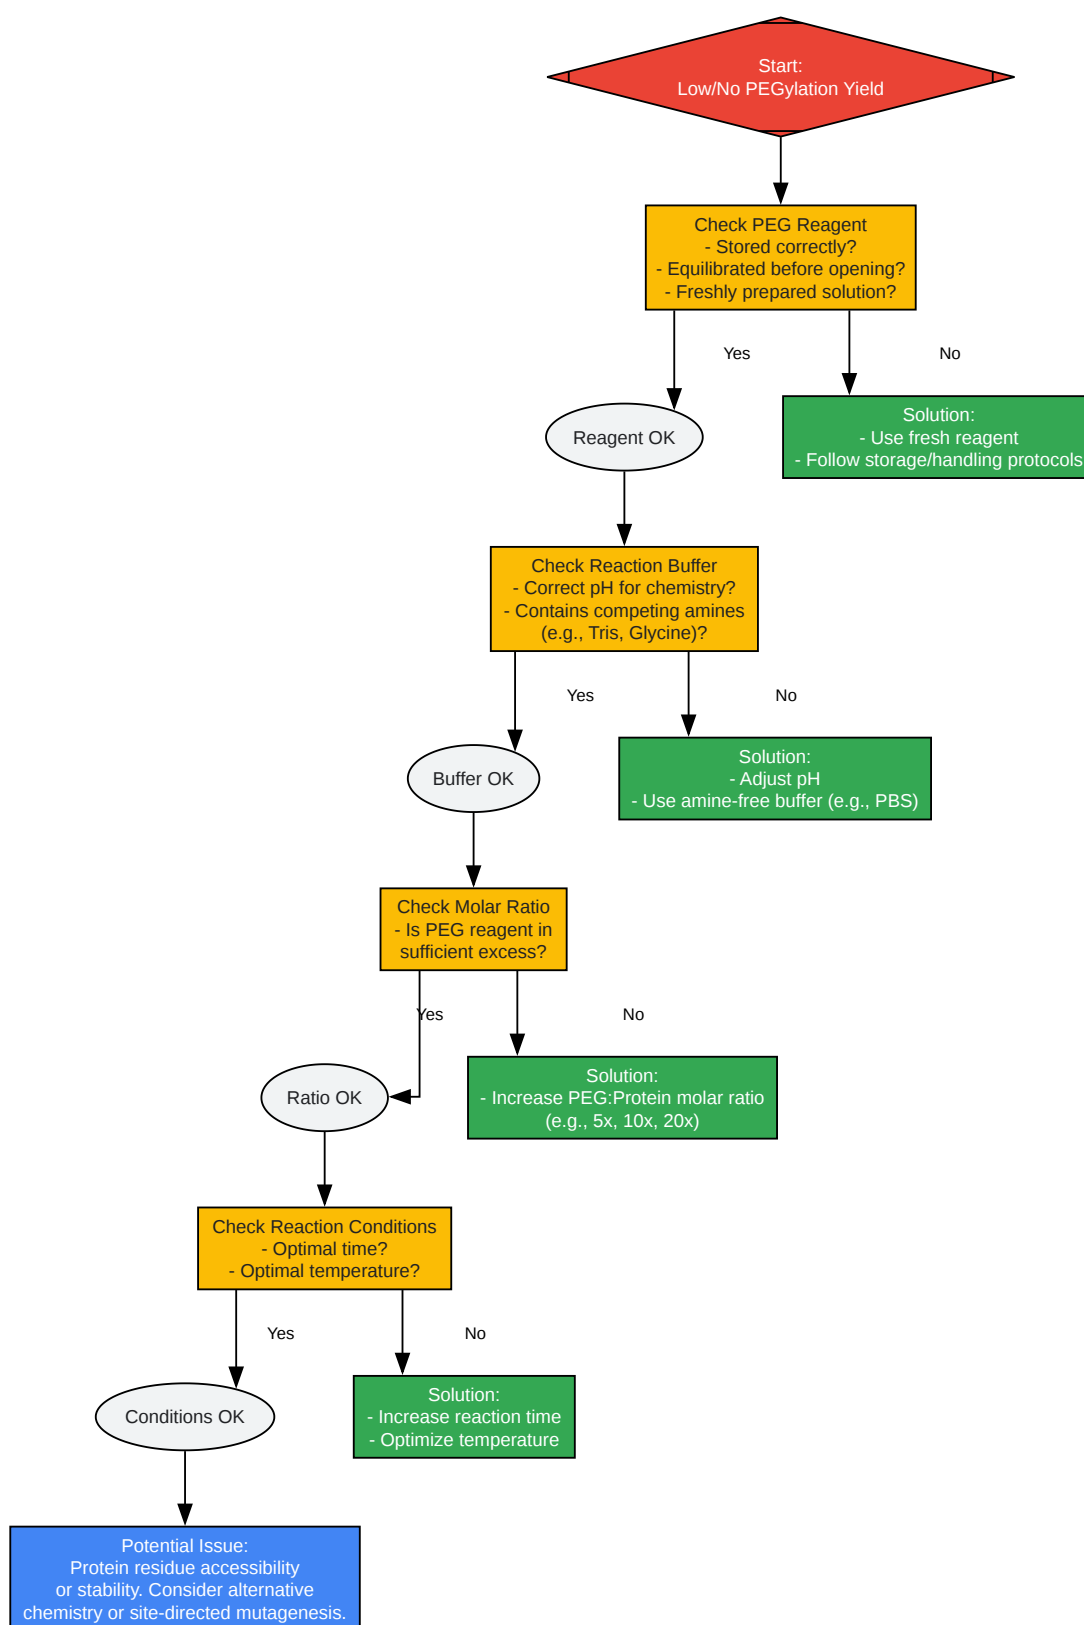 Start:
Low/No PEGylation Yield
Check PEG Reagent
- Stored correctly?
- Equilibrated before opening?
- Freshly prepared solution?
Yes
No
Reagent OK
Solution:
- Use fresh reagent
- Follow storage/handling protocols
Check Reaction Buffer
- Correct pH for chemistry?
- Contains competing amines
(e.g., Tris, Glycine)?
Yes
No
Buffer OK
Solution:
- Adjust pH
- Use amine-free buffer (e.g., PBS)
Check Molar Ratio
- Is PEG reagent in
sufficient excess?
Yes
No
Ratio OK
Solution:
- Increase PEG:Protein molar ratio
(e.g., 5x, 10x, 20x)
Check Reaction Conditions
- Optimal time?
- Optimal temperature?
Yes
No
Conditions OK
Solution:
- Increase reaction time
- Optimize temperature
Potential Issue:
Protein residue accessibility
or stability. Consider alternative
chemistry or site-directed mutagenesis.